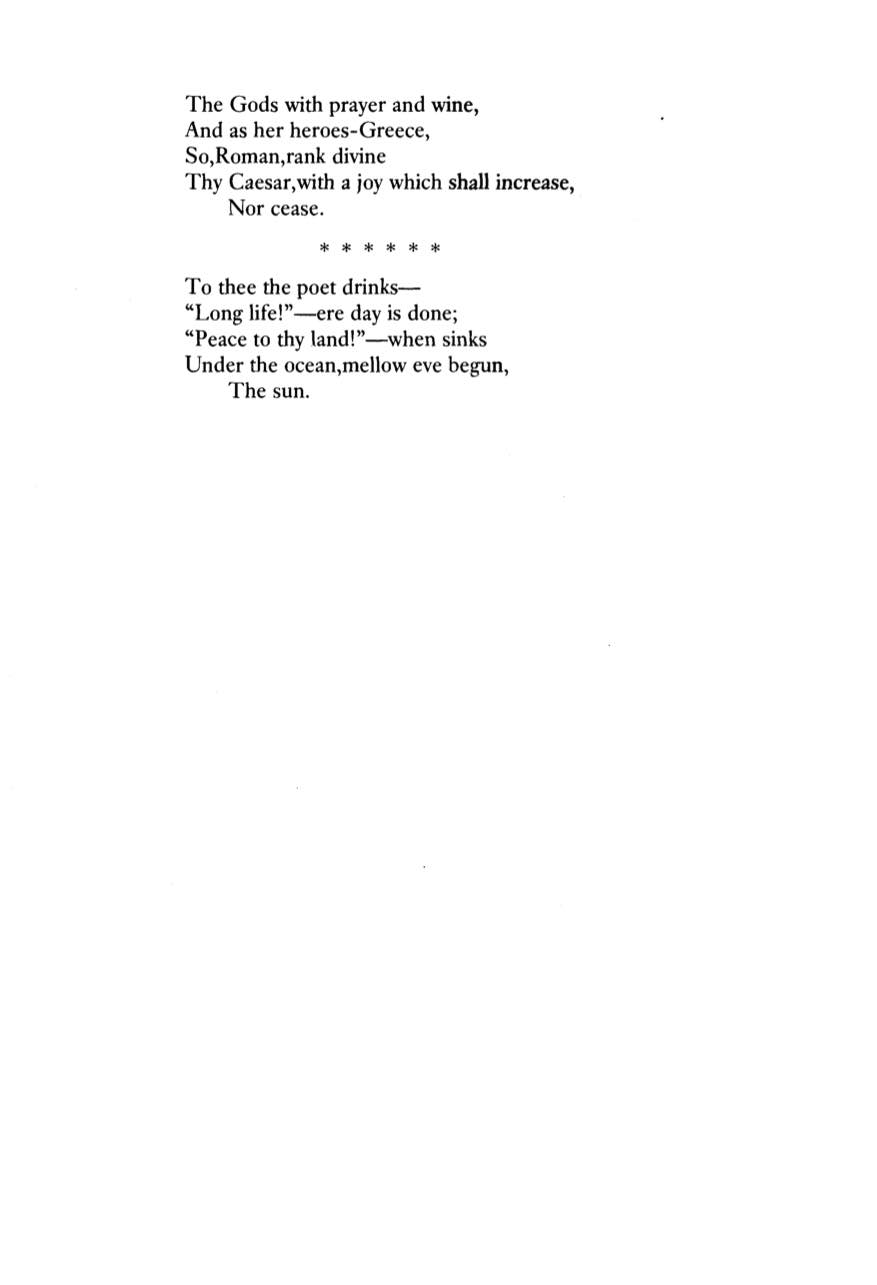 The Gods with prayer and wine,
And as her heroes-Greece,
So,Roman,rank divine
Thy Caesar,with a joy which shall increase,
Nor cease.
* * * * * *
To thee the poet drinks—
“Long life!”—ere day is done;
“Peace to thy land!”—when sinks
Under the ocean,mellow eve begun,
The sun.